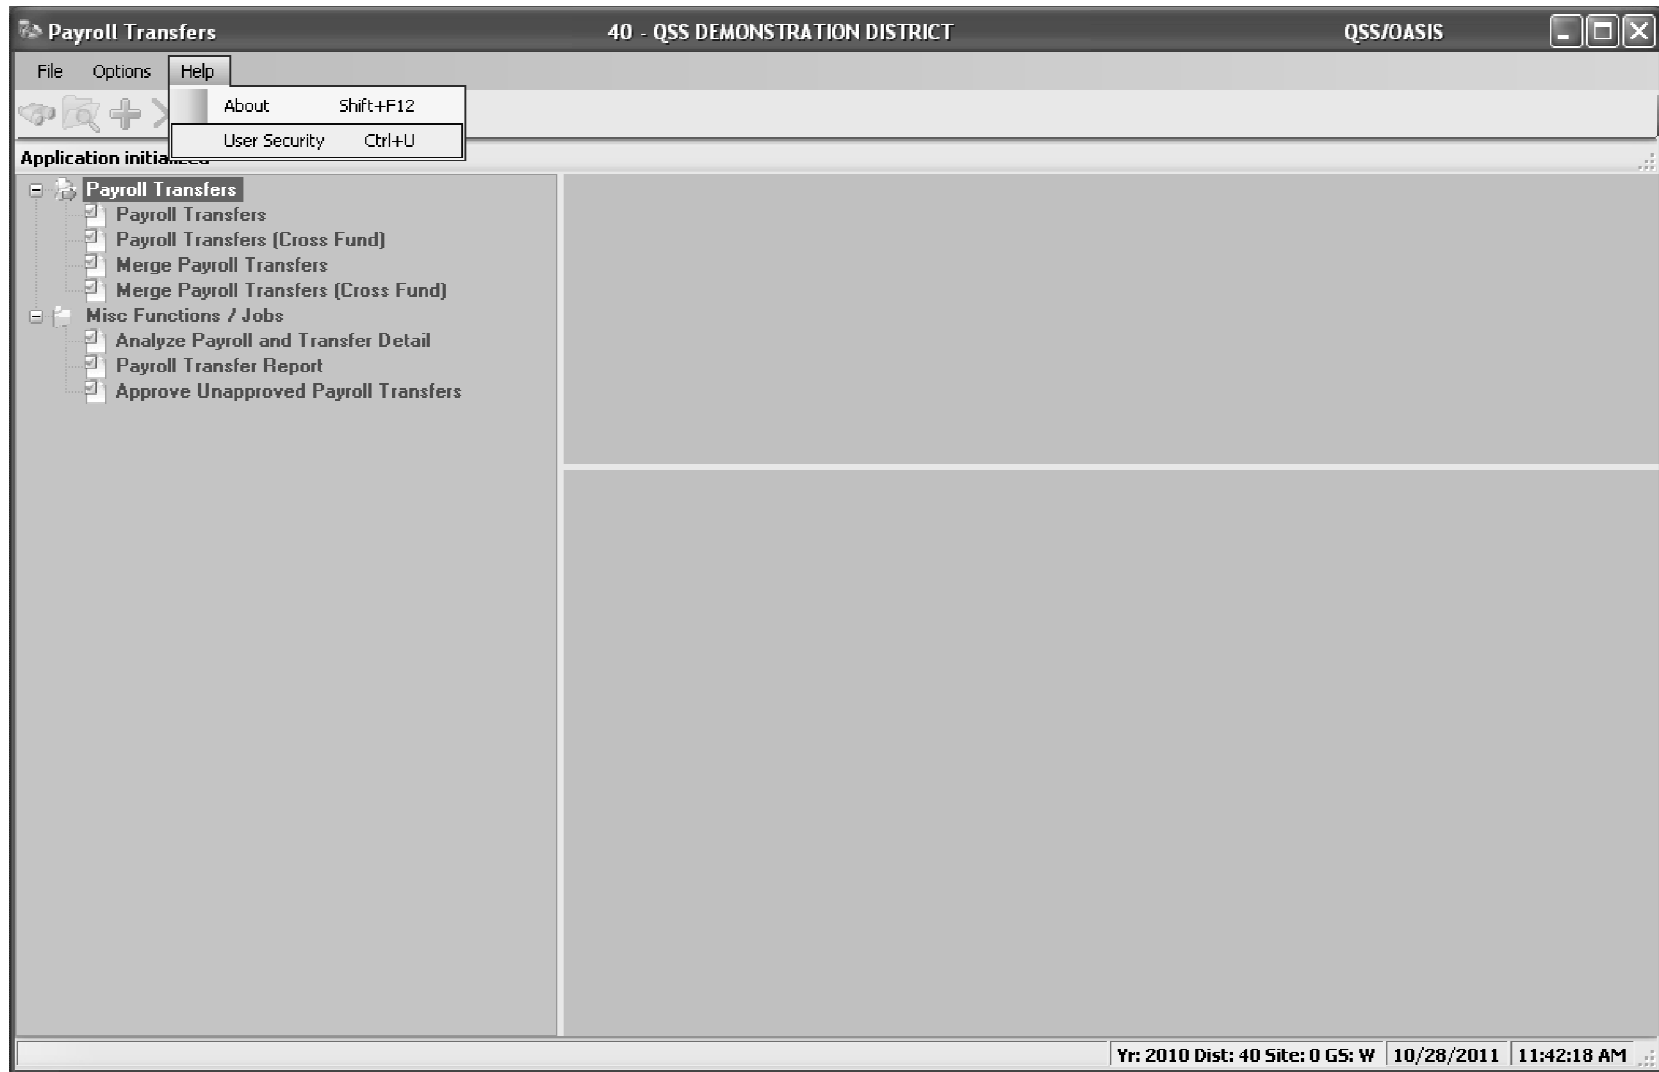 Payroll Transfers 40 - QSS DEMONSTRATION DISTRICT QSS/OASIS
File Options Help
About Shift+F12
User Security Ctrl+U
Application
Payroll Transfers
Payroll Transfers
Payroll Transfers (Cross Fund)
Merge Payroll Transfers
Merge Payroll Transfers (Cross Fund)
Misc Functions / Jobs
Analyze Payroll and Transfer Detail
Payroll Transfer Report
Approve Unapproved Payroll Transfers
Yr: 2010 Dist: 40 Site: 0 GS: W 10/28/2011 11:42:18 AM